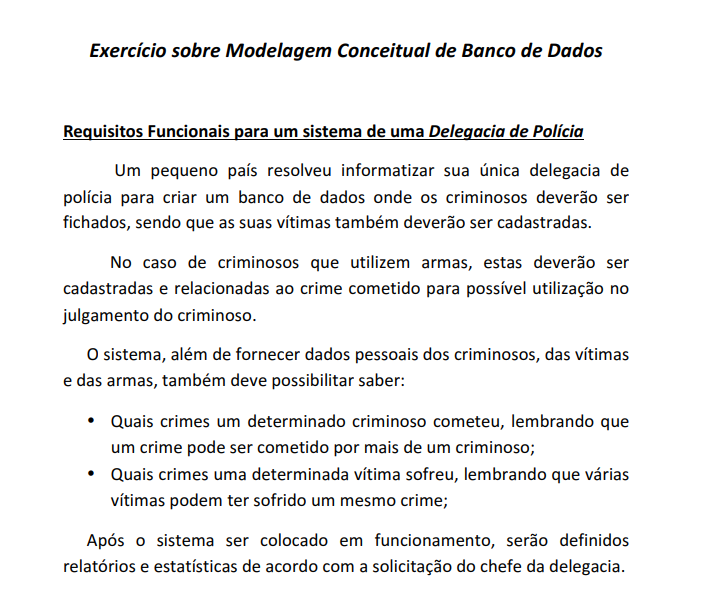 Exercício sobre Modelagem Conceitual de Banco de Dados
Requisitos Funcionais para um sistema de uma Delegacia de Polícia
Um pequeno país resolveu informatizar sua única delegacia de
polícia para criar um banco de dados onde os criminosos deverão ser
fichados, sendo que as suas vítimas também deverão ser cadastradas.
No caso de criminosos que utilizem armas, estas deverão ser
cadastradas e relacionadas ao crime cometido para possível utilização no
julgamento do criminoso.
O sistema, além de fornecer dados pessoais dos criminosos, das vítimas
e das armas, também deve possibilitar saber:
• Quais crimes um determinado criminoso cometeu, lembrando que
um crime pode ser cometido por mais de um criminoso;
• Quais crimes uma determinada vítima sofreu, lembrando que várias
vítimas podem ter sofrido um mesmo crime;
Após o sistema ser colocado em funcionamento, serão definidos
relatórios e estatísticas de acordo com a solicitação do chefe da delegacia.